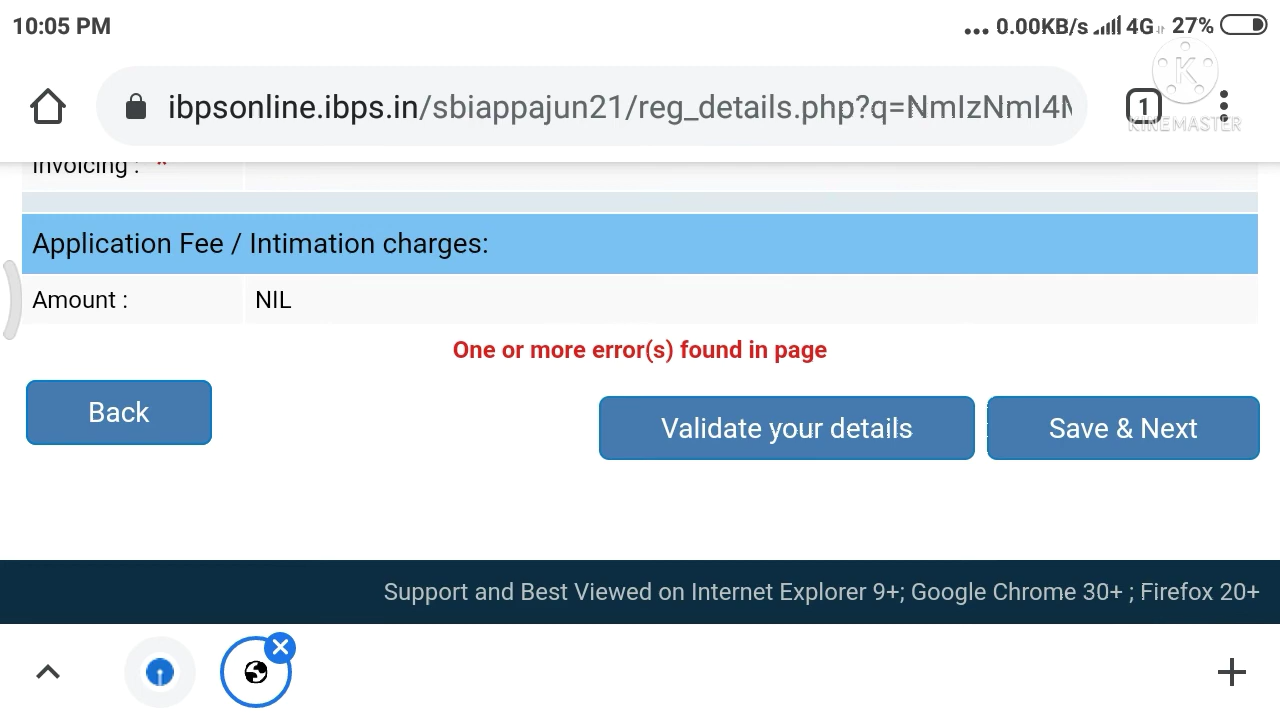 10:05 PM
... 0.00KB/s 4G 27%
ibpsonline.ibps.in/sbiappajun21/reg_details.php?q=NmIzNmI4M
1
KINEMASTER
Invoicing : *
Application Fee / Intimation charges:
Amount : NIL
One or more error(s) found in page
Back
Validate your details
Save & Next
Support and Best Viewed on Internet Explorer 9+; Google Chrome 30+ ; Firefox 20+